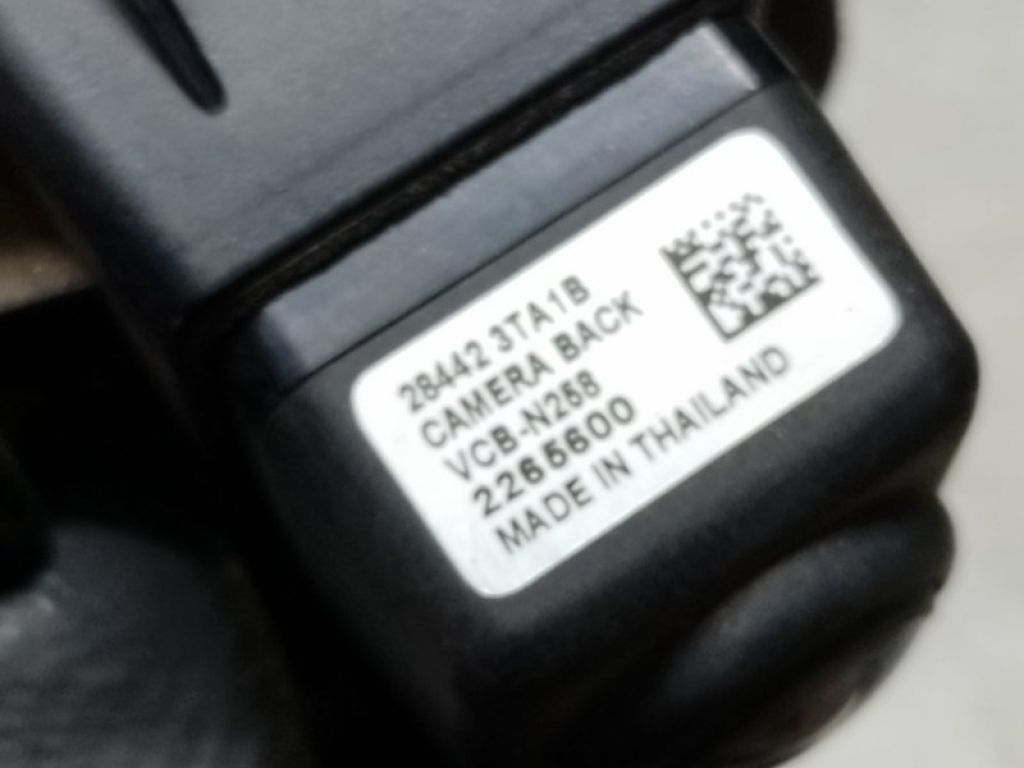 28442 3TA1B
CAMERA BACK
VCB-N258
2265600
MADE IN THAILAND